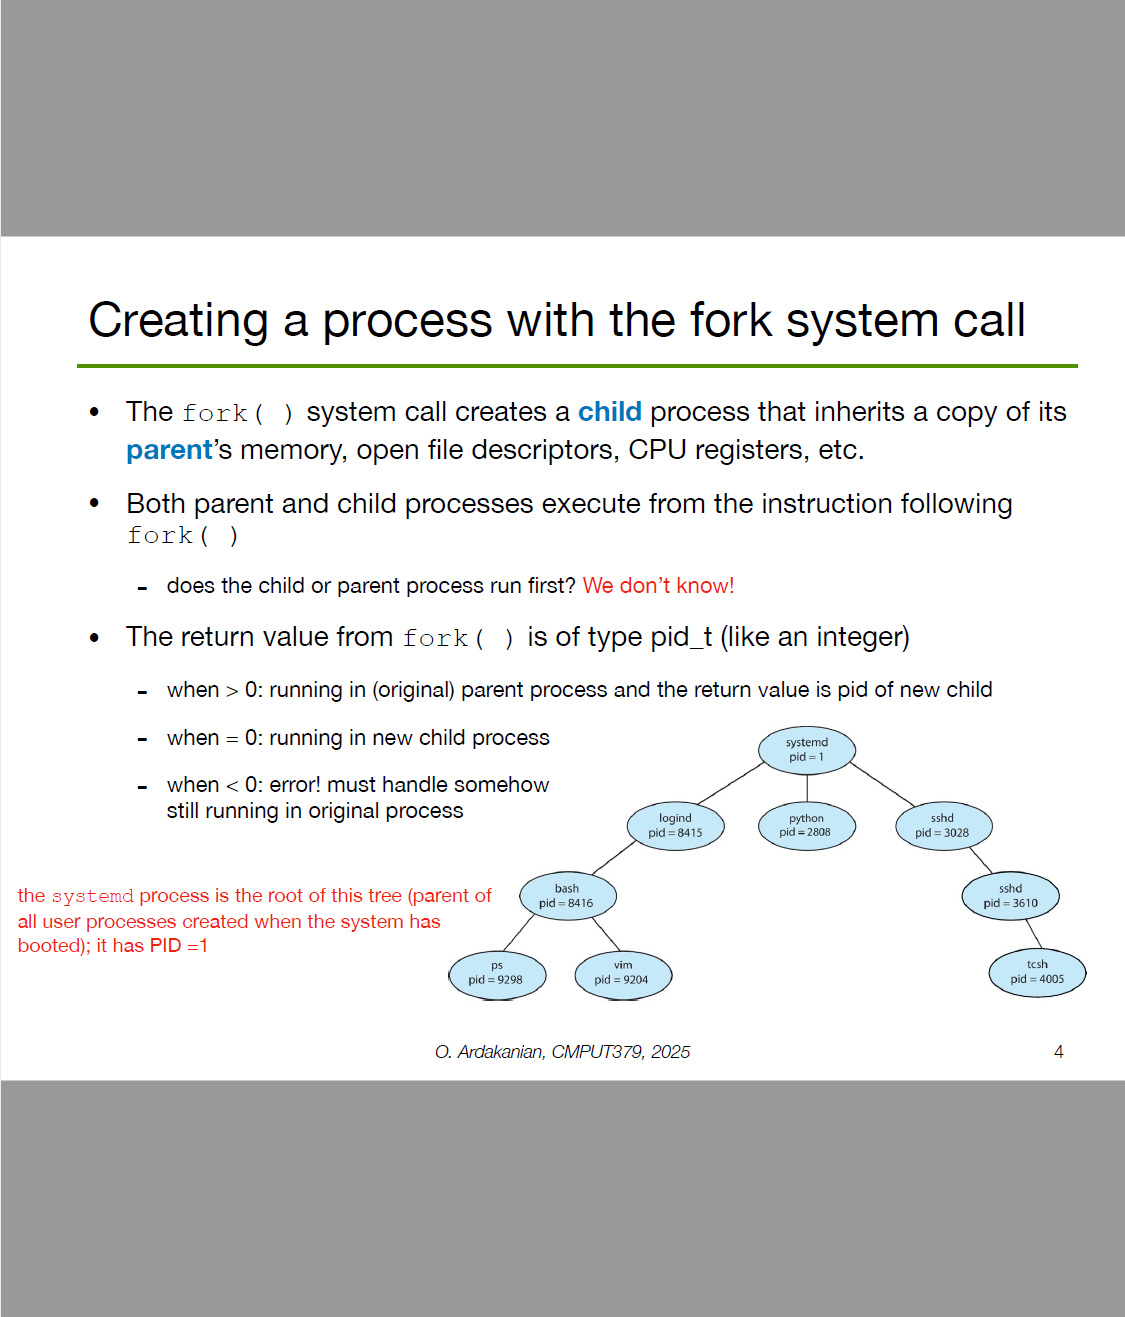 Creating a process with the fork system call
• The fork( ) system call creates a child process that inherits a copy of its
parent’s memory, open file descriptors, CPU registers, etc.
• Both parent and child processes execute from the instruction following
fork( )
- does the child or parent process run first? We don’t know!
• The return value from fork( ) is of type pid_t (like an integer)
- when > 0: running in (original) parent process and the return value is pid of new child
- when = 0: running in new child process
- when < 0: error! must handle somehow
still running in original process
systemd
pid = 1
logind
pid = 8415
python
pid = 2808
sshd
pid = 3028
bash
pid = 8416
sshd
pid = 3610
ps
pid = 9298
vim
pid = 9204
tcsh
pid = 4005
the systemd process is the root of this tree (parent of
all user processes created when the system has
booted); it has PID =1
O. Ardakanian, CMPUT379, 2025
4